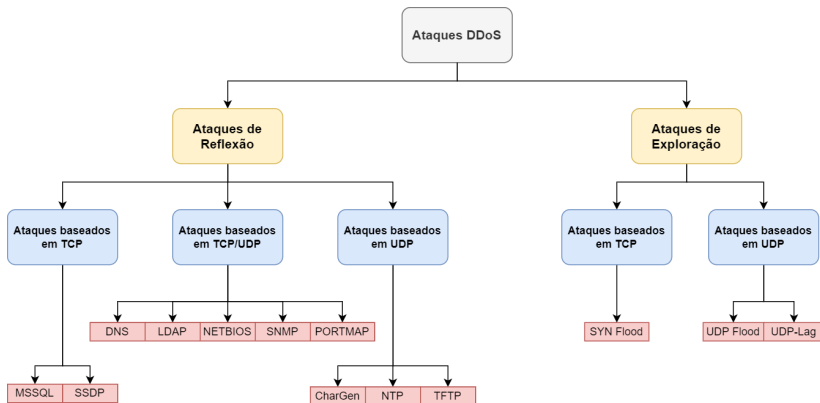 Ataques DDoS
Ataques de
Reflexão
Ataques de
Exploração
Ataques baseados
em TCP
Ataques baseados
em TCP/UDP
Ataques baseados
em UDP
Ataques baseados
em TCP
Ataques baseados
em UDP
DNS
LDAP
NETBIOS
SNMP
PORTMAP
SYN Flood
UDP Flood
UDP-Lag
MSSQL
SSDP
CharGen
NTP
TFTP